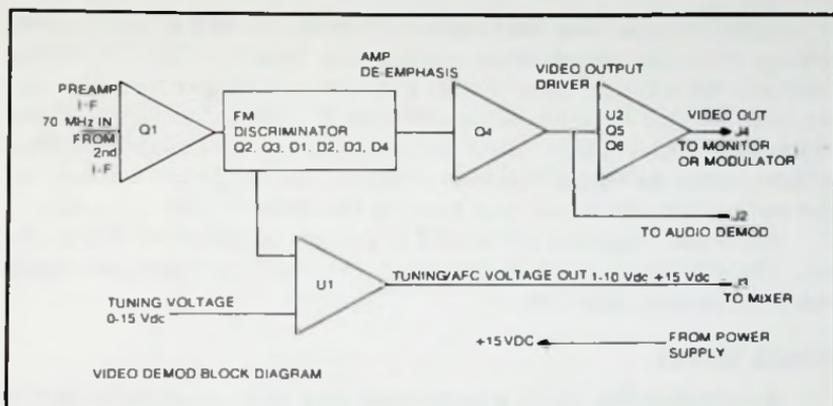 PREAMP
I-F
70 MHz IN
FROM
2nd
I-F
Q1
FM
DISCRIMINATOR
Q2, Q3, D1, D2, D3, D4
AMP
DE EMPHASIS
Q4
VIDEO OUTPUT
DRIVER
U2
Q5
Q6
VIDEO OUT
J4
TO MONITOR
OR MODULATOR
J2
TO AUDIO DEMOD
U1
TUNING VOLTAGE
0-15 Vdc
TUNING/AFC VOLTAGE OUT 1-10 Vdc +15 Vdc
J1
TO MIXER
+15 VDC
FROM POWER
SUPPLY
VIDEO DEMOD BLOCK DIAGRAM